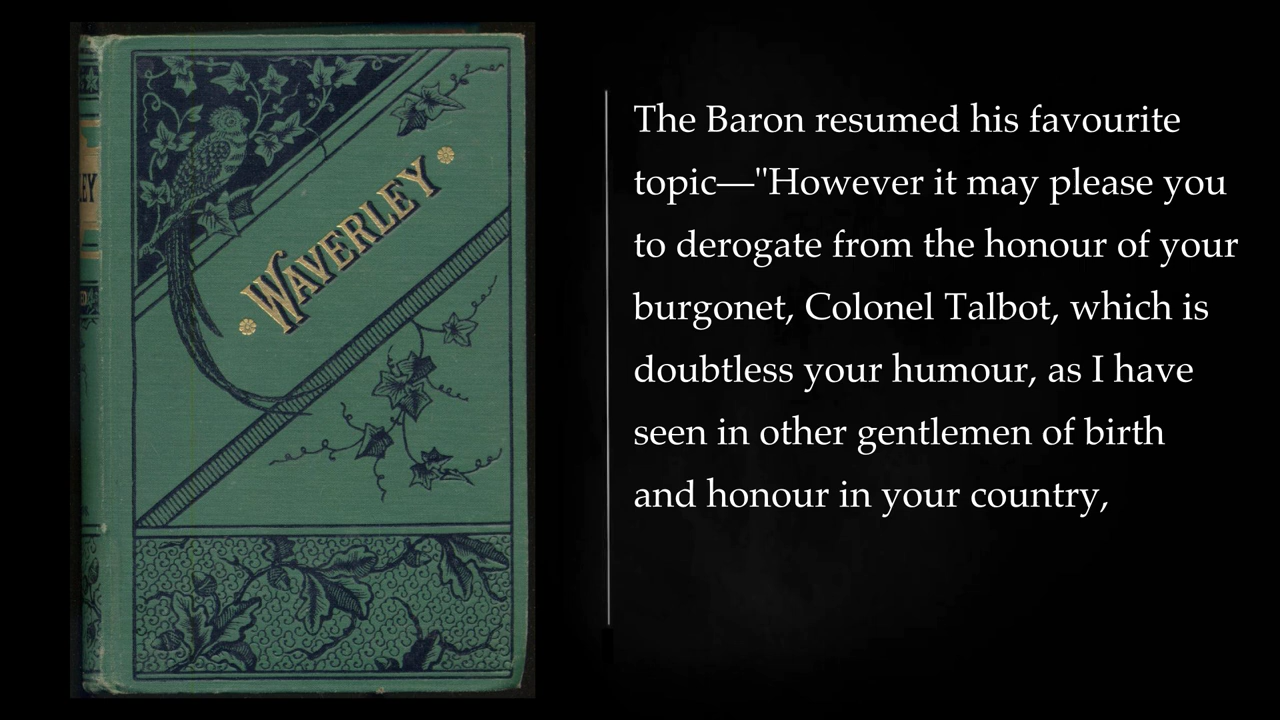 WAVERLEY
The Baron resumed his favourite
topic—"However it may please you
to derogate from the honour of your
burgonet, Colonel Talbot, which is
doubtless your humour, as I have
seen in other gentlemen of birth
and honour in your country,